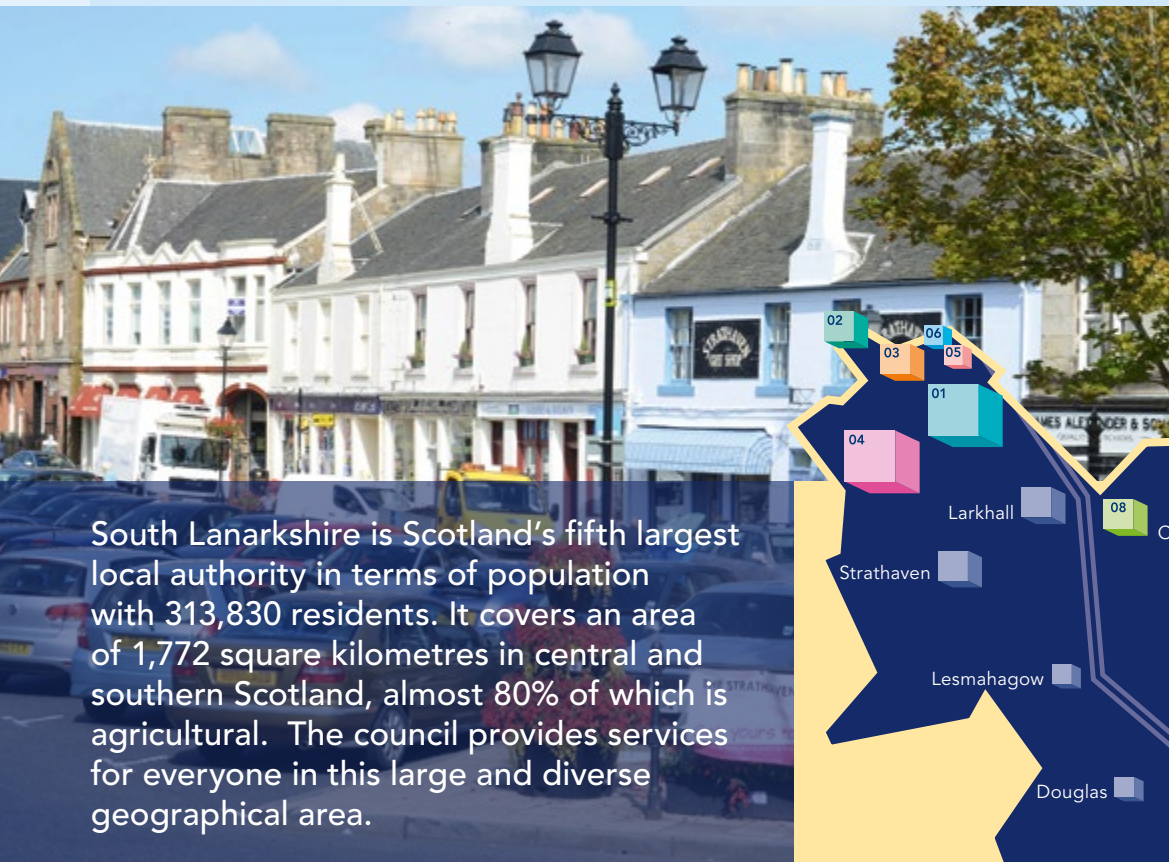 STRATHAVEN
GIFT SHOP
02
06
03
05
01
04
08
Larkhall
Strathaven
Lesmahagow
Douglas
South Lanarkshire is Scotland's fifth largest
local authority in terms of population
with 313,830 residents. It covers an area
of 1,772 square kilometres in central and
southern Scotland, almost 80% of which is
agricultural.  The council provides services
for everyone in this large and diverse
geographical area.